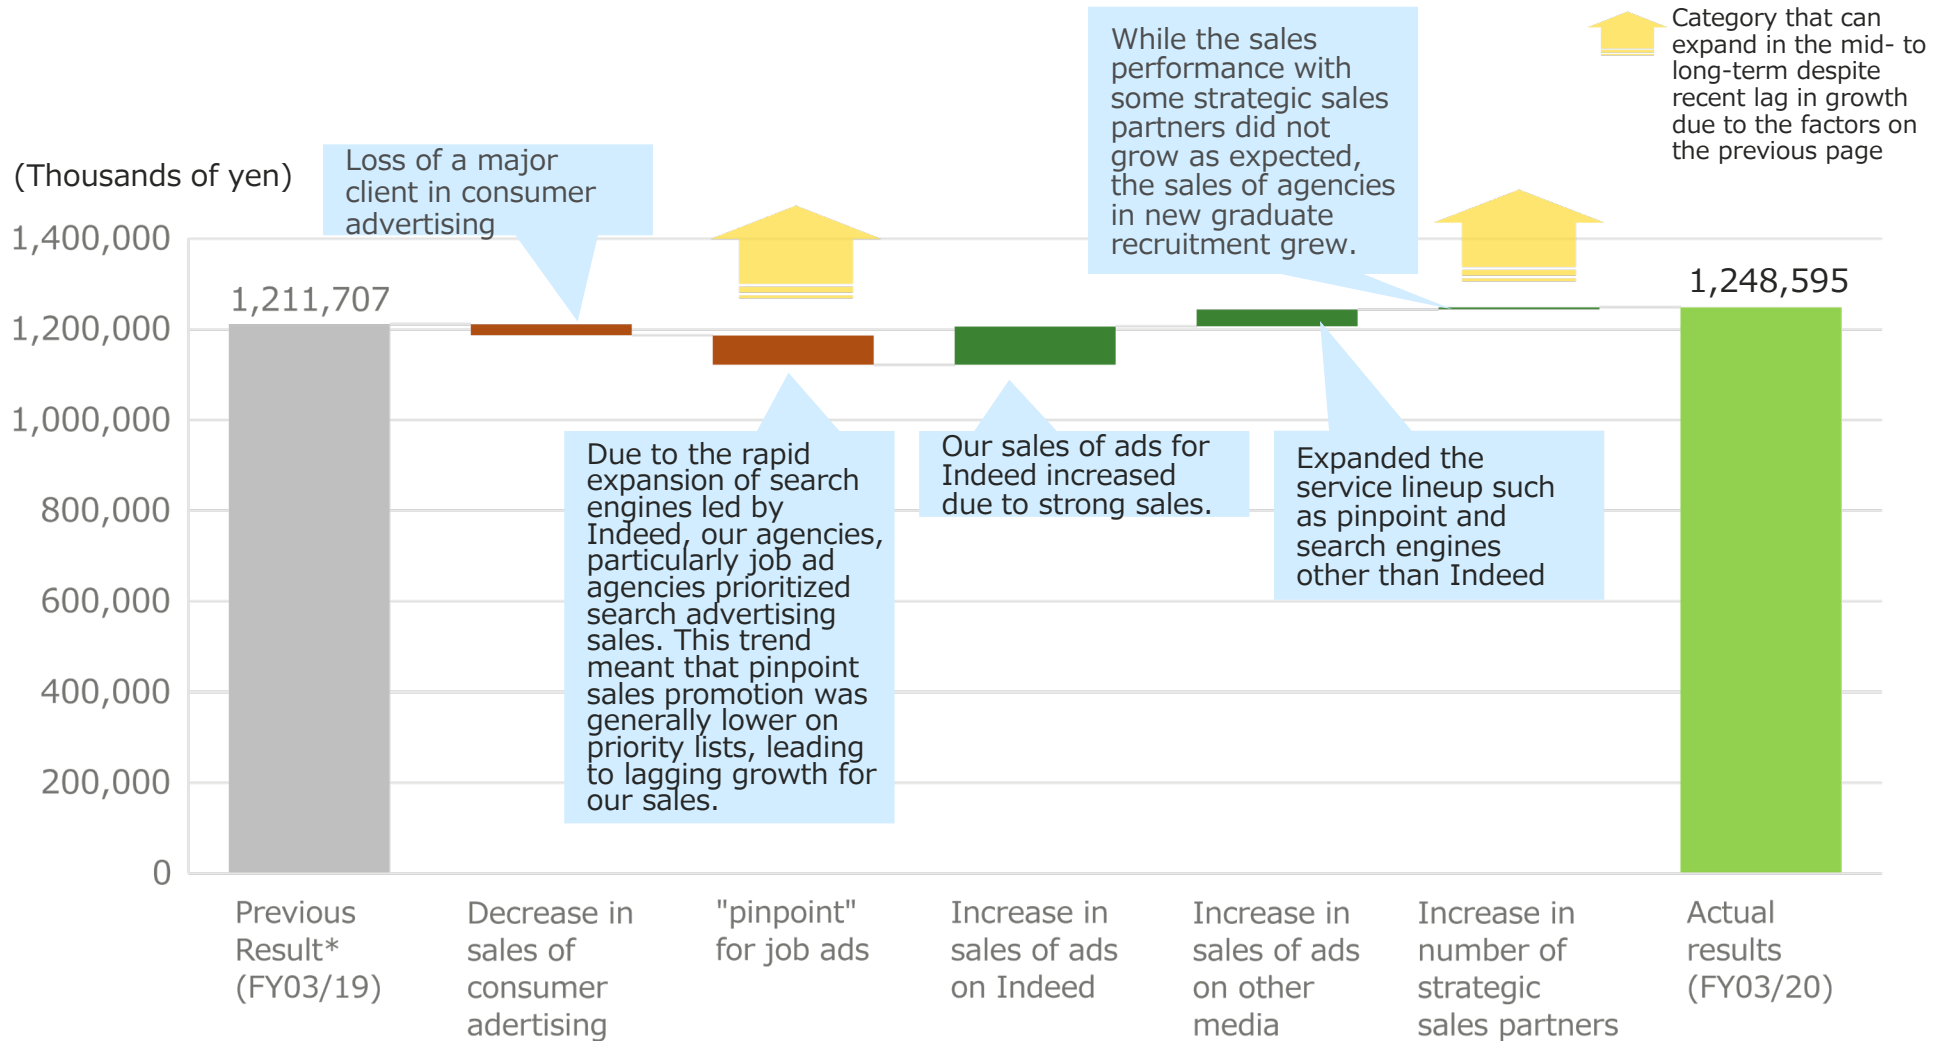 Category that can
expand in the mid- to
long-term despite
recent lag in growth
due to the factors on
the previous page
While the sales
performance with
some strategic sales
partners did not
grow as expected,
the sales of agencies
in new graduate
recruitment grew.
Loss of a major
client in consumer
advertising
(Thousands of yen)
1,400,000
1,200,000
1,000,000
800,000
600,000
400,000
200,000
0
1,211,707
1,248,595
Due to the rapid
expansion of search
engines led by
Indeed, our agencies,
particularly job ad
agencies prioritized
search advertising
sales. This trend
meant that pinpoint
sales promotion was
generally lower on
priority lists, leading
to lagging growth for
our sales.
Our sales of ads for
Indeed increased
due to strong sales.
Expanded the
service lineup such
as pinpoint and
search engines
other than Indeed
Previous
Result*
(FY03/19)
Decrease in
sales of
consumer
adertising
"pinpoint"
for job ads
Increase in
sales of ads
on Indeed
Increase in
sales of ads
on other
media
Increase in
number of
strategic
sales partners
Actual
results
(FY03/20)